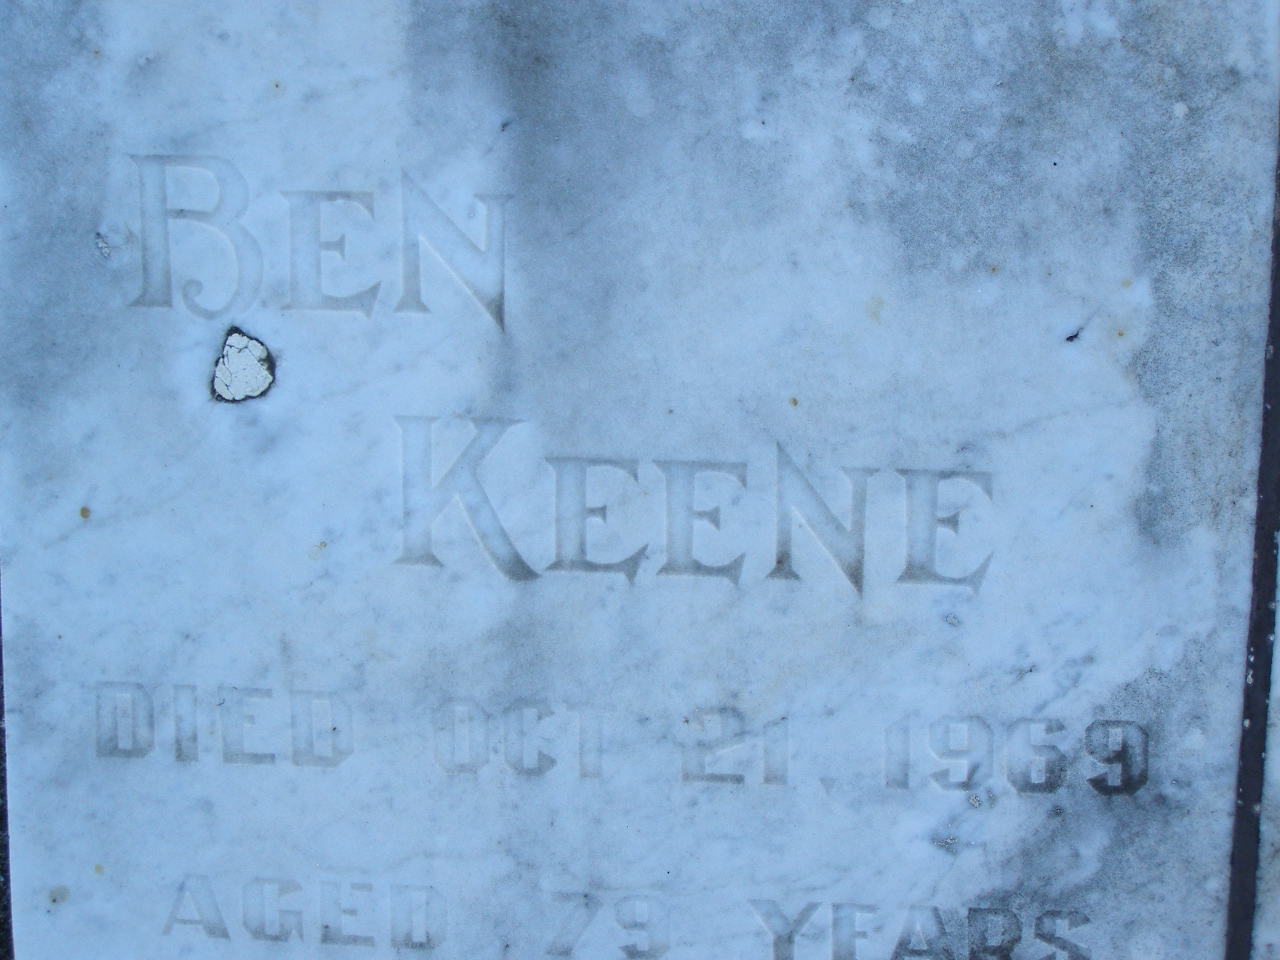 BEN
KEENE
DIED OCT 21. 1969
AGED 79 YEARS